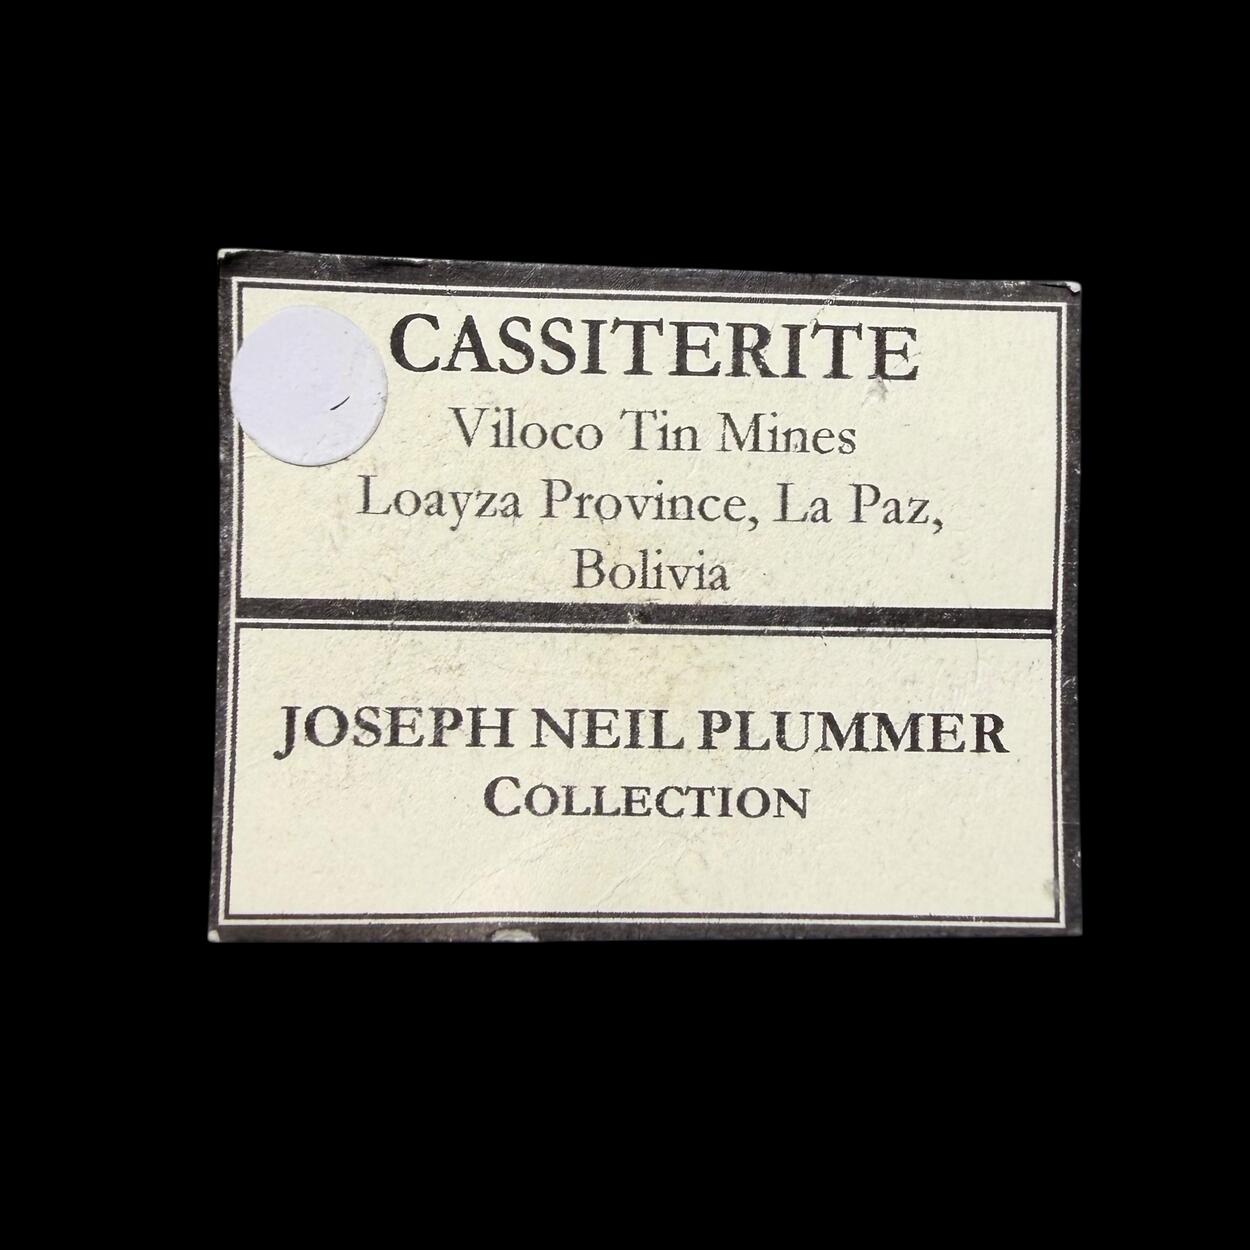 CASSITERITE
Viloco Tin Mines
Loayza Province, La Paz,
Bolivia
JOSEPH NEIL PLUMMER
COLLECTION